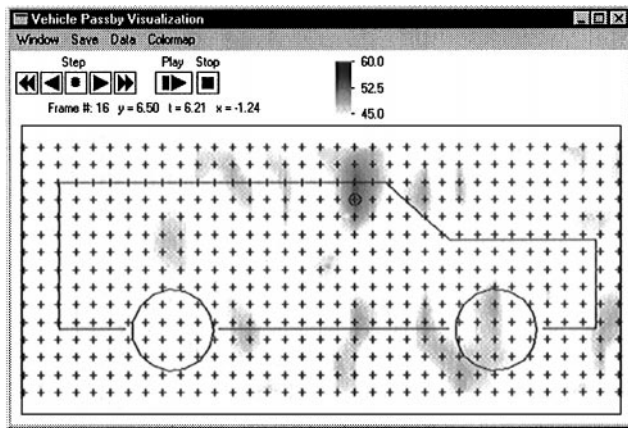 Vehicle Passby Visualization
Window Save Data Colormap
Step Play Stop
Frame #: 16 y = 6.50 t = 6.21 x = -1.24
60.0
52.5
45.0